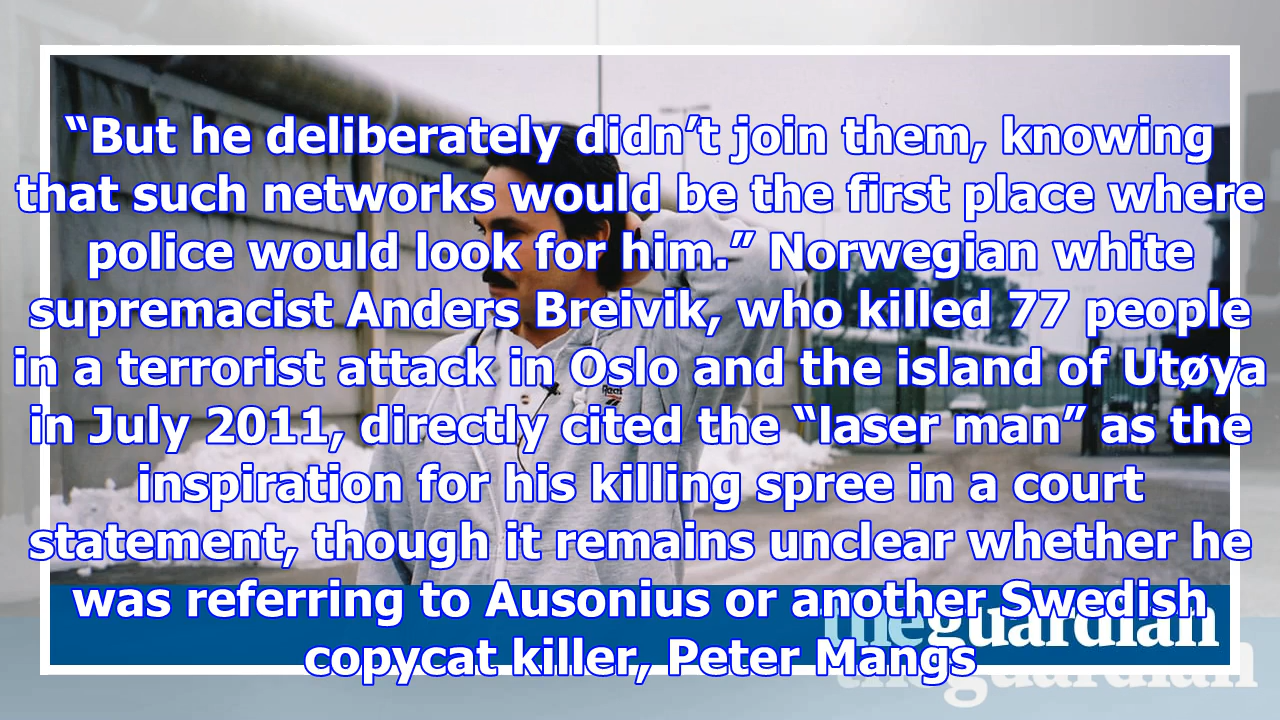 “But he deliberately didn’t join them, knowing
that such networks would be the first place where
police would look for him.” Norwegian white
supremacist Anders Breivik, who killed 77 people
in a terrorist attack in Oslo and the island of Utøya
in July 2011, directly cited the “laser man” as the
inspiration for his killing spree in a court
statement, though it remains unclear whether he
was referring to Ausonius or another Swedish
copycat killer, Peter Mangs
theguardian
theguardian